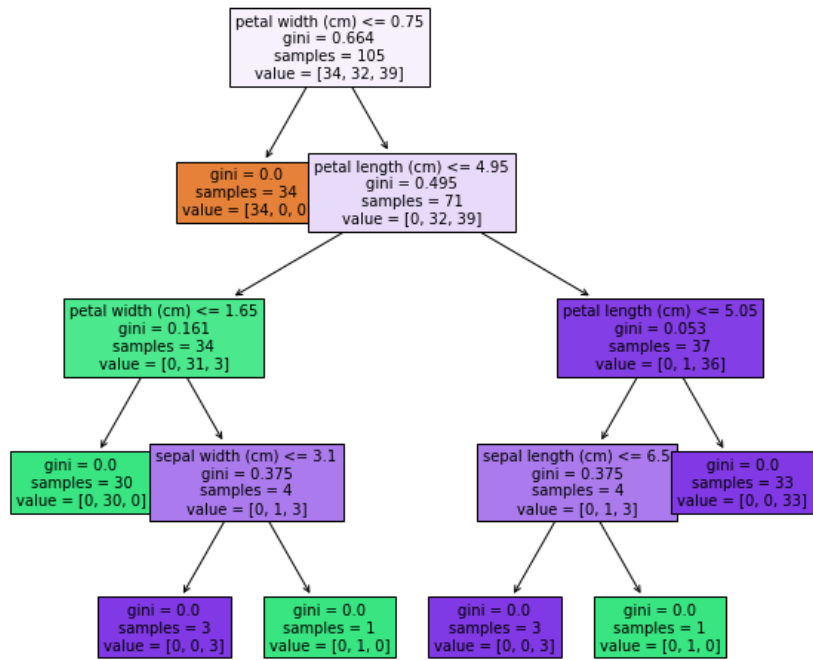 petal width (cm) <= 0.75
gini = 0.664
samples = 105
value = [34, 32, 39]
gini = 0.0
samples = 34
value = [34, 0, 0
petal length (cm) <= 4.95
gini = 0.495
samples = 71
value = [0, 32, 39]
petal width (cm) <= 1.65
gini = 0.161
samples = 34
value = [0, 31, 3]
petal length (cm) <= 5.05
gini = 0.053
samples = 37
value = [0, 1, 36]
gini = 0.0
samples = 30
value = [0, 30, 0]
sepal width (cm) <= 3.1
gini = 0.375
samples = 4
value = [0, 1, 3]
sepal length (cm) <= 6.5
gini = 0.375
samples = 4
value = [0, 1, 3]
gini = 0.0
samples = 33
value = [0, 0, 33]
gini = 0.0
samples = 3
value = [0, 0, 3]
gini = 0.0
samples = 1
value = [0, 1, 0]
gini = 0.0
samples = 3
value = [0, 0, 3]
gini = 0.0
samples = 1
value = [0, 1, 0]